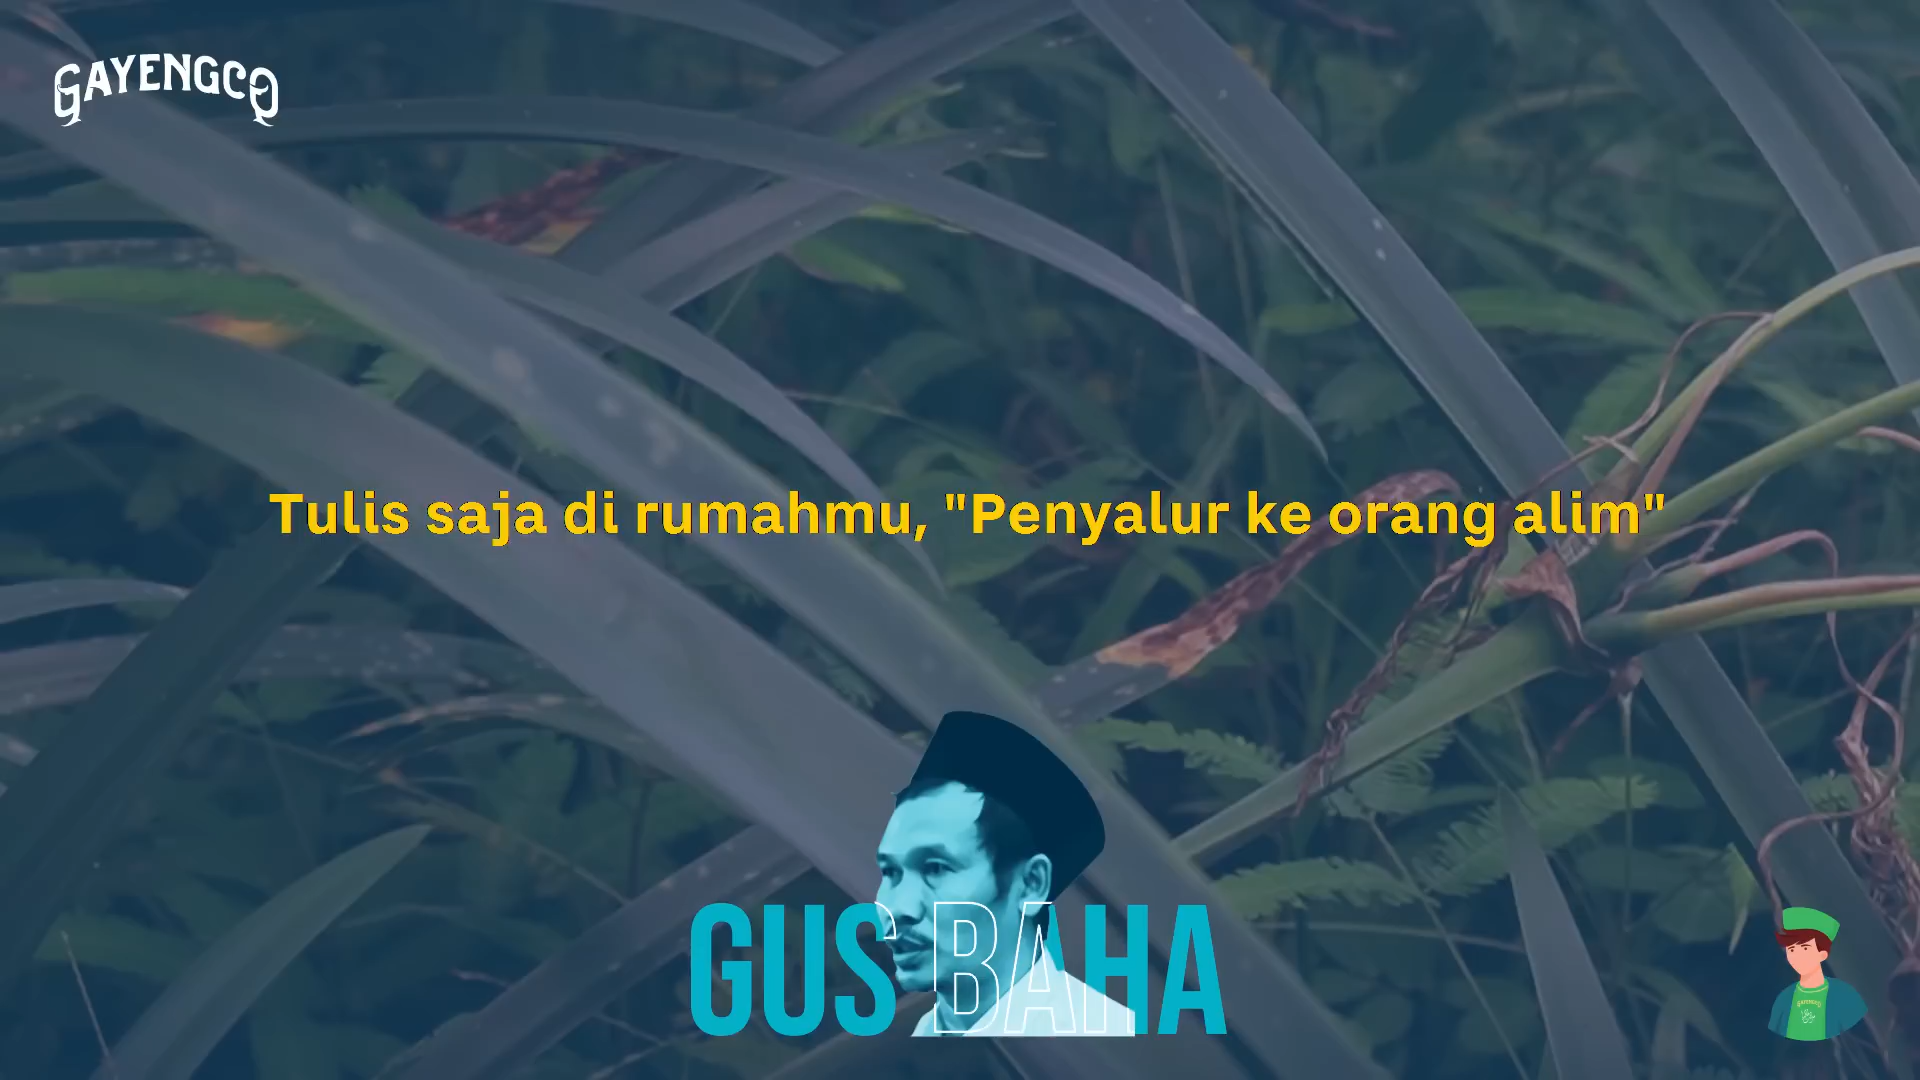 GAYENGCO
Tulis saja di rumahmu, "Penyalur ke orang alim"
GUS BAHA